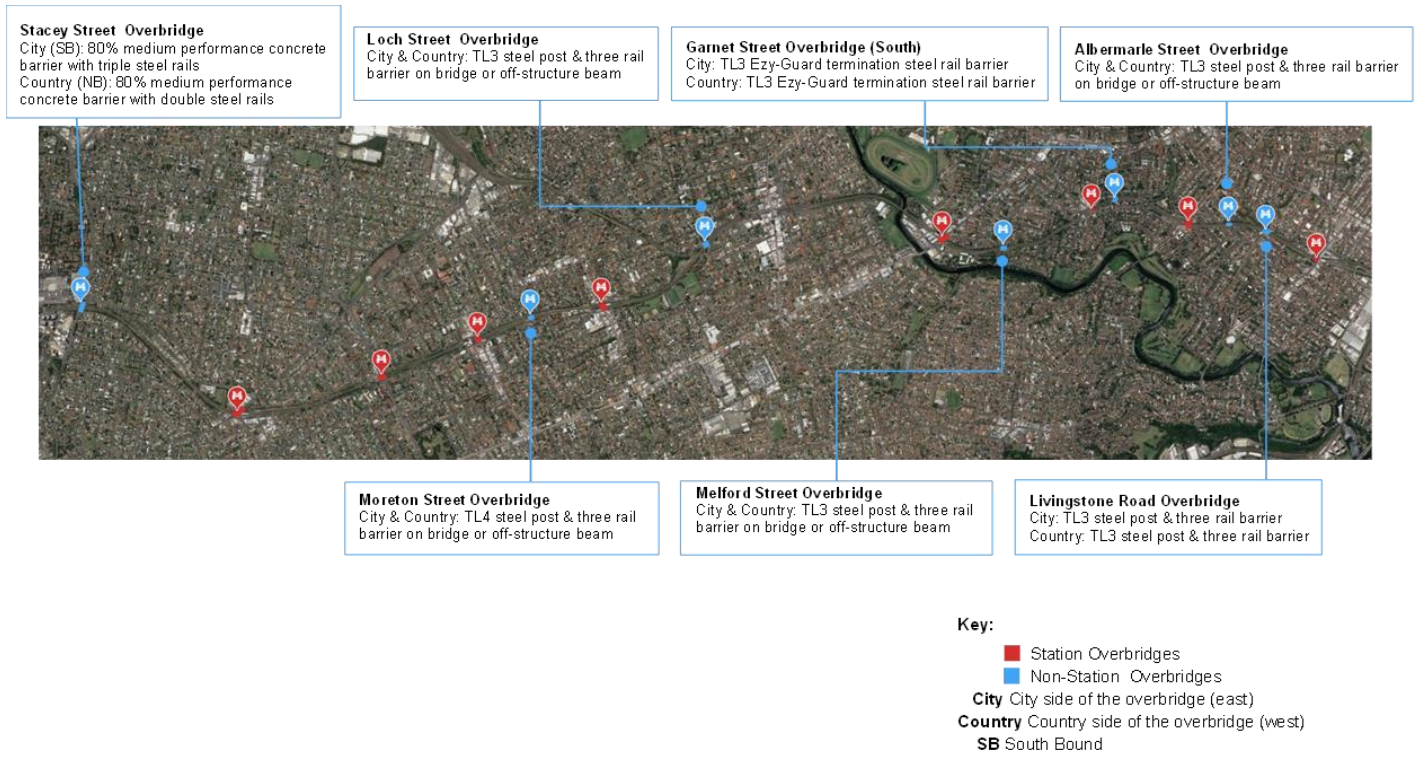 Stacey Street Overbridge
City (SB): 80% medium performance concrete
barrier with triple steel rails
Country (NB): 80% medium performance
concrete barrier with double steel rails
Loch Street Overbridge
City & Country: TL3 steel post & three rail
barrier on bridge or off-structure beam
Garnet Street Overbridge (South)
City: TL3 Ezy-Guard termination steel rail barrier
Country: TL3 Ezy-Guard termination steel rail barrier
Albermarle Street Overbridge
City & Country: TL3 steel post & three rail barrier
on bridge or off-structure beam
Moreton Street Overbridge
City & Country: TL4 steel post & three rail
barrier on bridge or off-structure beam
Melford Street Overbridge
City & Country: TL3 steel post & three rail
barrier on bridge or off-structure beam
Livingstone Road Overbridge
City: TL3 steel post & three rail barrier
Country: TL3 steel post & three rail barrier
Key:
Station Overbridges
Non-Station Overbridges
City City side of the overbridge (east)
Country Country side of the overbridge (west)
SB South Bound